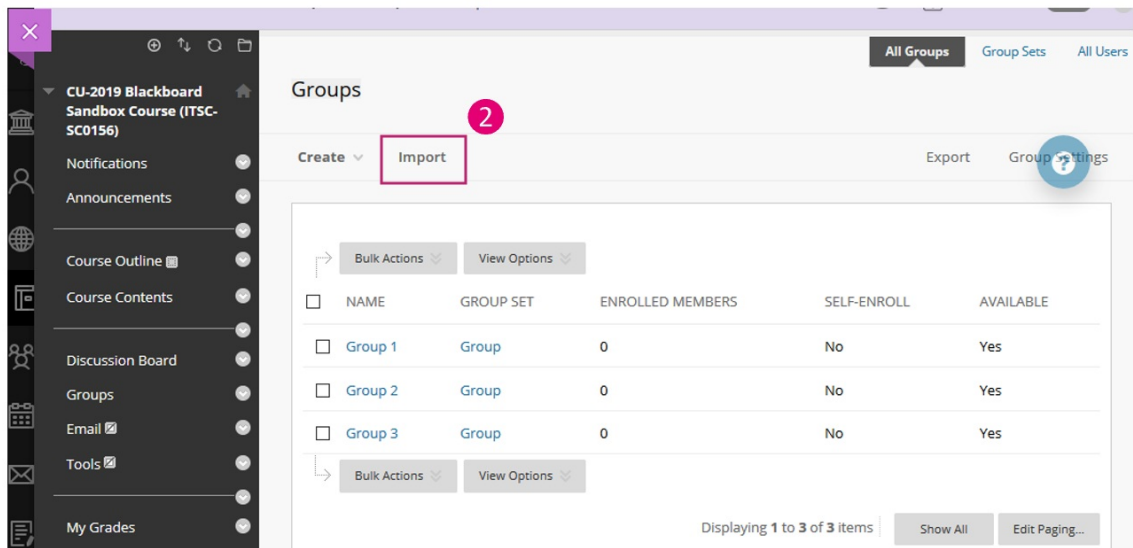 All Groups
Group Sets
All Users
CU-2019 Blackboard
Sandbox Course (ITSC-
SC0156)
Notifications
Announcements
Course Outline
Course Contents
Discussion Board
Groups
Email
Tools
My Grades
Groups
2
Create
Import
Export
Group Settings
?
Bulk Actions
View Options
NAME GROUP SET ENROLLED MEMBERS SELF-ENROLL AVAILABLE
Group 1 Group 0 No Yes
Group 2 Group 0 No Yes
Group 3 Group 0 No Yes
Bulk Actions
View Options
Displaying 1 to 3 of 3 items
Show All
Edit Paging...